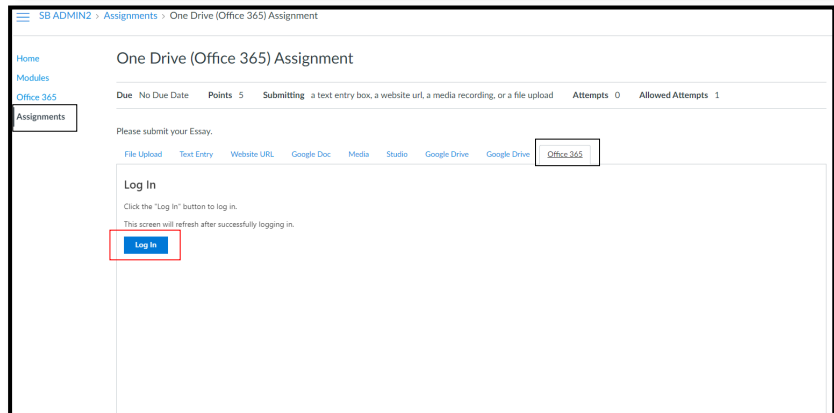 SB ADMIN2 › Assignments › One Drive (Office 365) Assignment
Home
Modules
Office 365
Assignments
One Drive (Office 365) Assignment
Due No Due Date Points 5 Submitting a text entry box, a website url, a media recording, or a file upload Attempts 0 Allowed Attempts 1
Please submit your Essay.
File Upload Text Entry Website URL Google Doc Media Studio Google Drive Google Drive Office 365
Log In
Click the "Log In" button to log in.
This screen will refresh after successfully logging in.
Log In